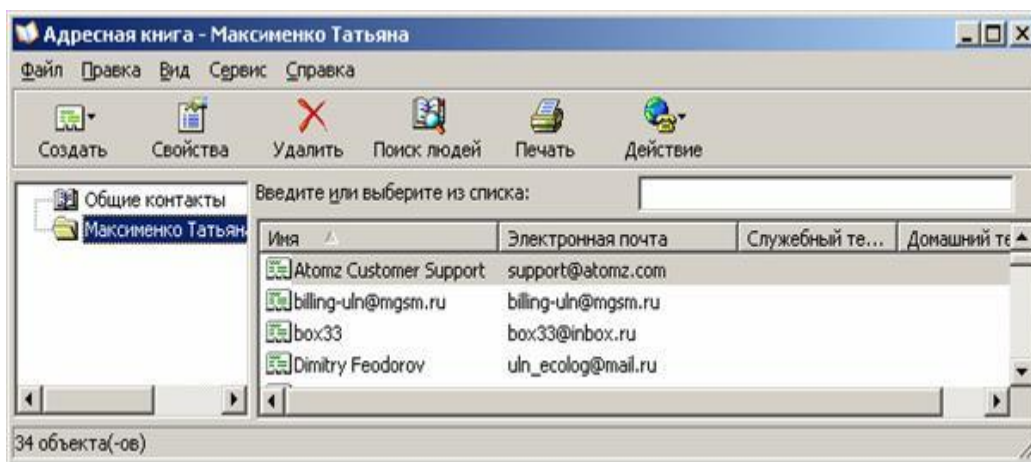 Адресная книга - Максименко Татьяна
Файл Правка Вид Сервис Справка
Создать Свойства Удалить Поиск людей Печать Действие
Общие контакты
Максименко Татьян
Введите или выберите из списка:
Имя Электронная почта Служебный те... Домашний те
Atomz Customer Support support@atomz.com
billing-uln@mgsm.ru billing-uln@mgsm.ru
box33 box33@inbox.ru
Dimitry Feodorov uln_ecolog@mail.ru
34 объекта(-ов)